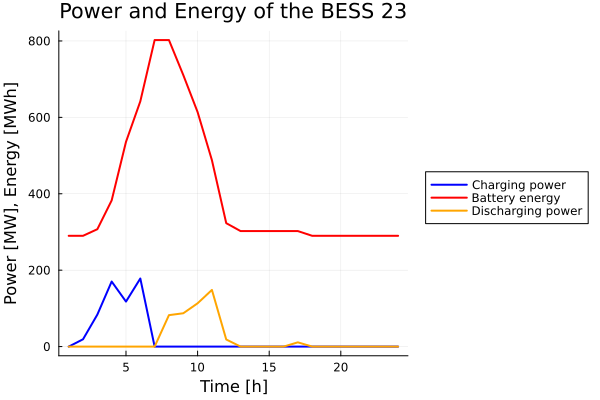 Power and Energy of the BESS 23
Power [MW], Energy [MWh]
800
600
400
200
0
5
10
15
20
Time [h]
Charging power
Battery energy
Discharging power